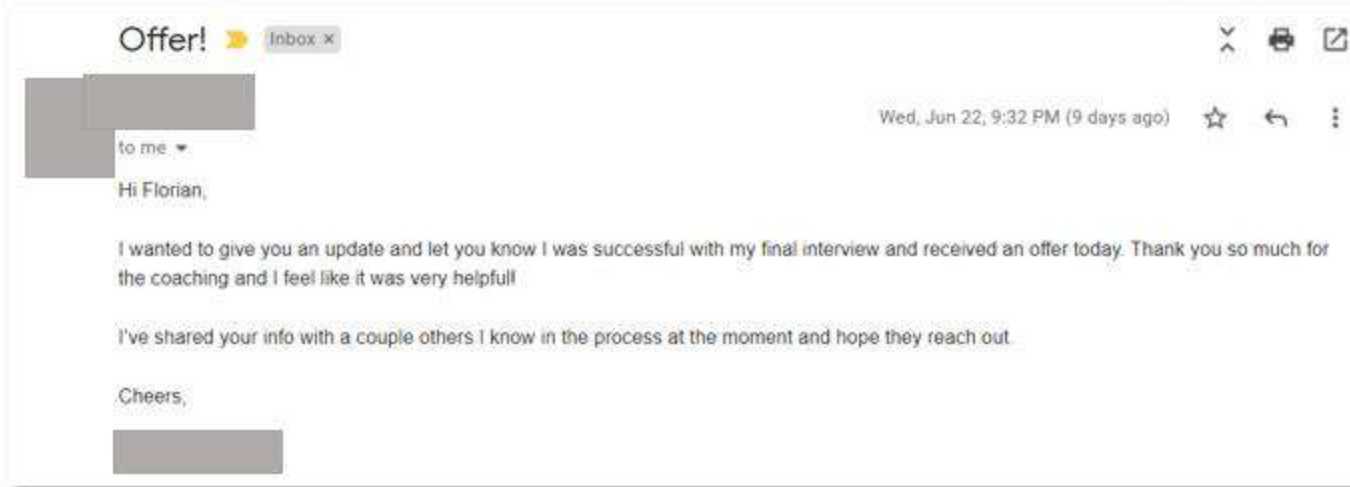 Offer!
Inbox ×
Wed, Jun 22, 9:32 PM (9 days ago)
to me
Hi Florian,
I wanted to give you an update and let you know I was successful with my final interview and received an offer today. Thank you so much for
the coaching and I feel like it was very helpful!
I've shared your info with a couple others I know in the process at the moment and hope they reach out.
Cheers,